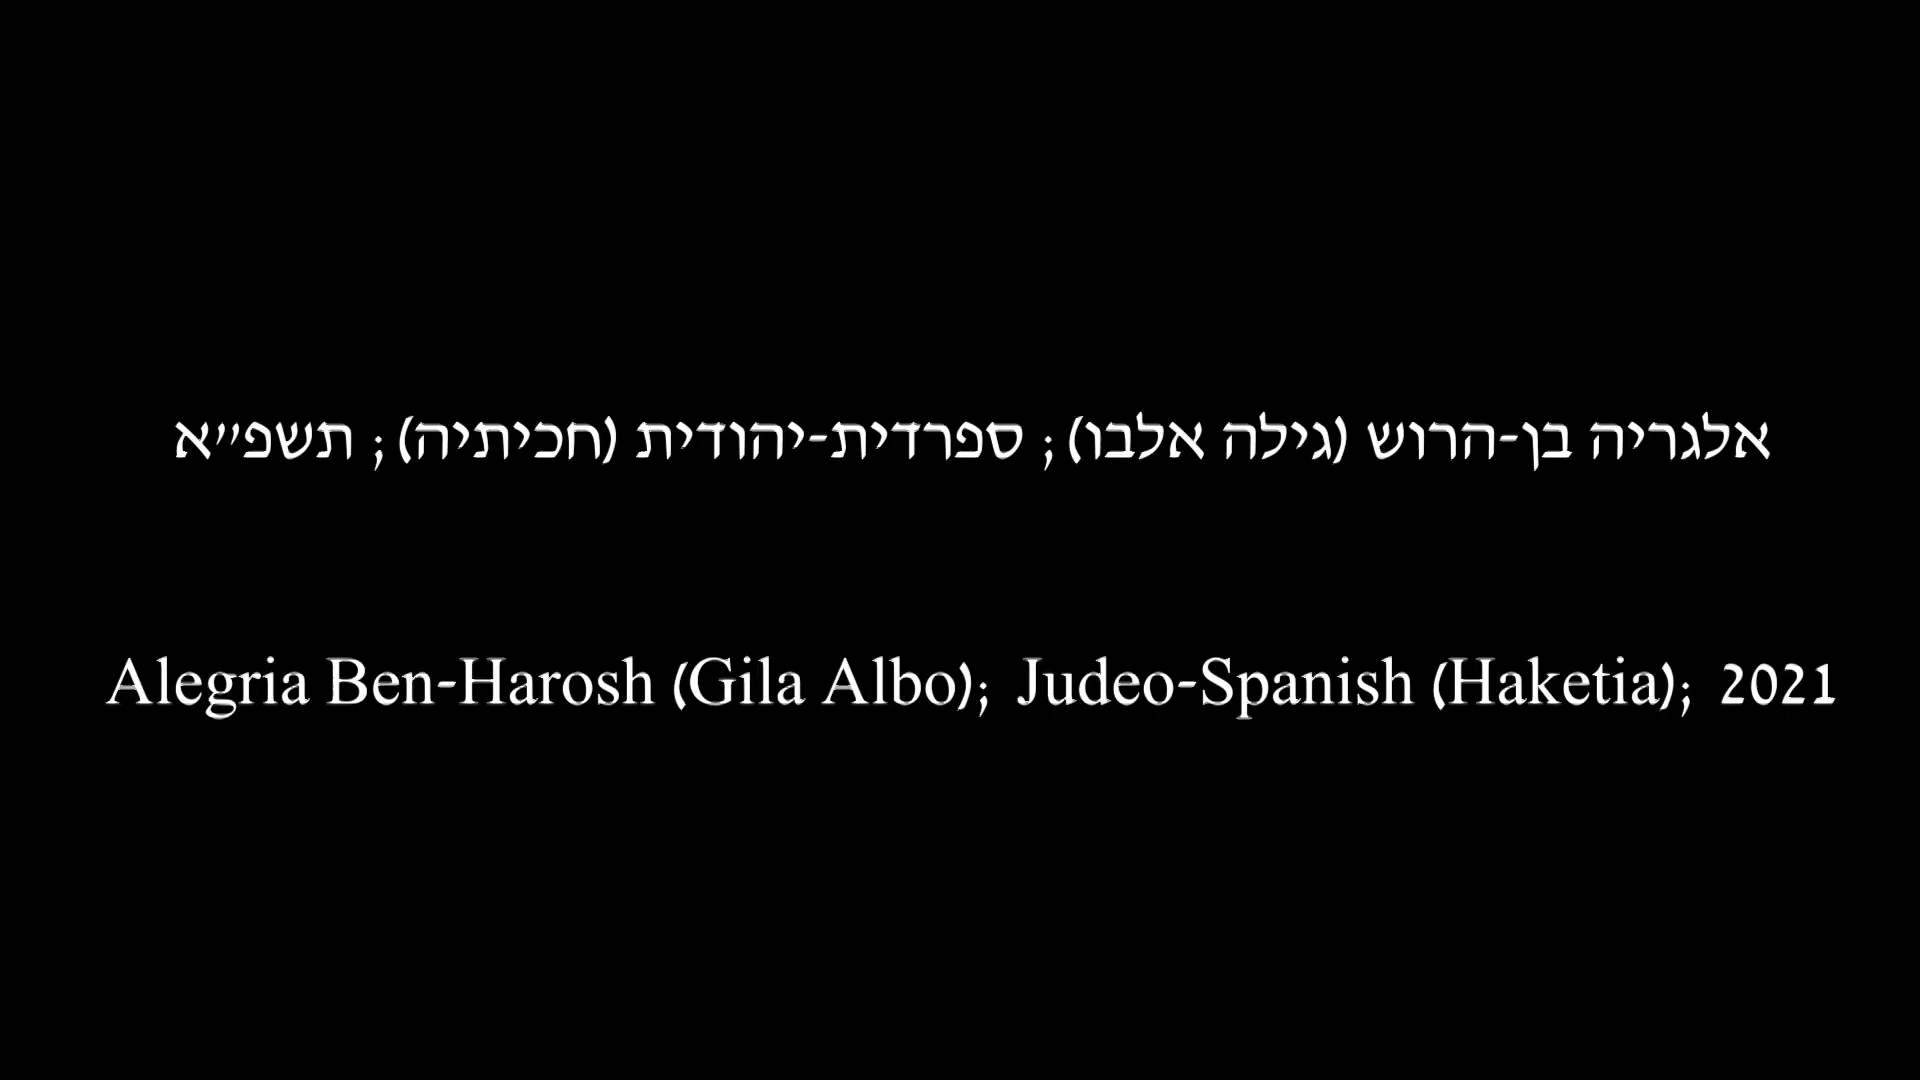 אלגריה בן-הרוש (גילה אלבו); ספרדית-יהודית (חכיתיה); תשפ"א
Alegria Ben-Harosh (Gila Albo); Judeo-Spanish (Haketia); 2021